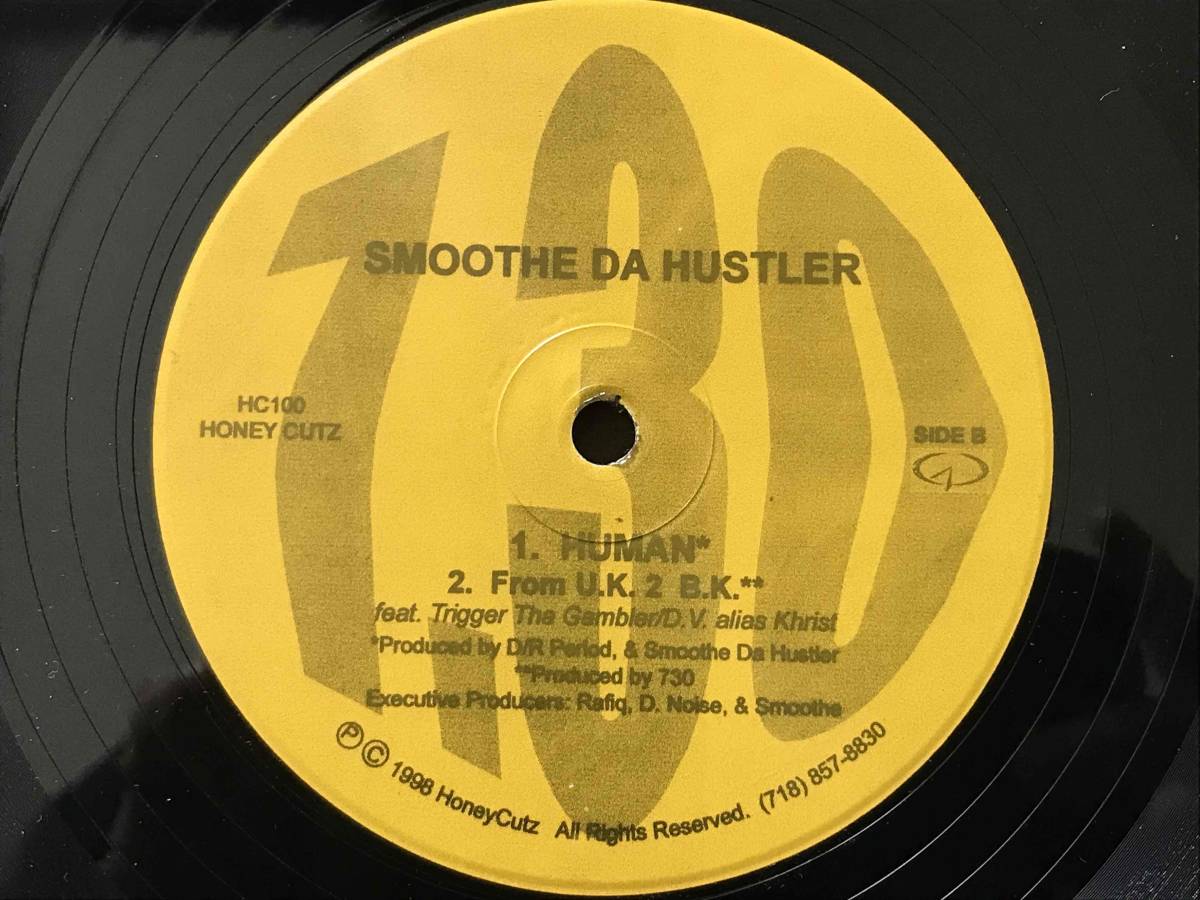 730
SMOOTHE DA HUSTLER
HC100
HONEY CUTZ
SIDE B
1. HUMAN*
2. From U.K. 2 B.K.**
feat. Trigger The Gambler/D.V. alias Khrist
*Produced by D/R Period, & Smoothe Da Hustler
**Produced by 730
Executive Producers: Rafiq, D. Noise, & Smoothe
Ⓟ © 1998 HoneyCutz All Rights Reserved. (718) 857-8830